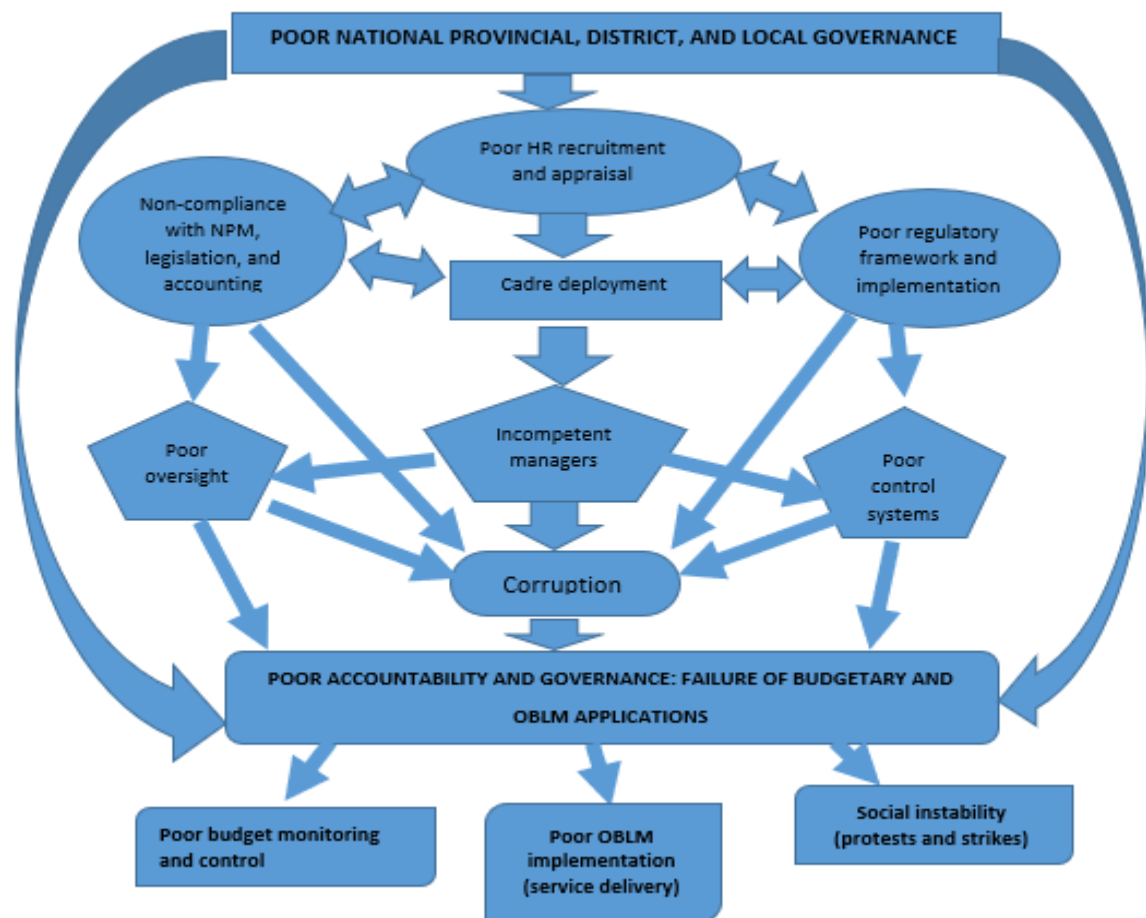 POOR NATIONAL PROVINCIAL, DISTRICT, AND LOCAL GOVERNANCE
Poor HR recruitment
and appraisal
Non-compliance
with NPM,
legislation, and
accounting
Poor regulatory
framework and
implementation
Cadre deployment
Incompetent
managers
Poor
oversight
Poor
control
systems
Corruption
POOR ACCOUNTABILITY AND GOVERNANCE: FAILURE OF BUDGETARY AND
OBLM APPLICATIONS
Poor budget monitoring
and control
Poor OBLM
implementation
(service delivery)
Social instability
(protests and strikes)